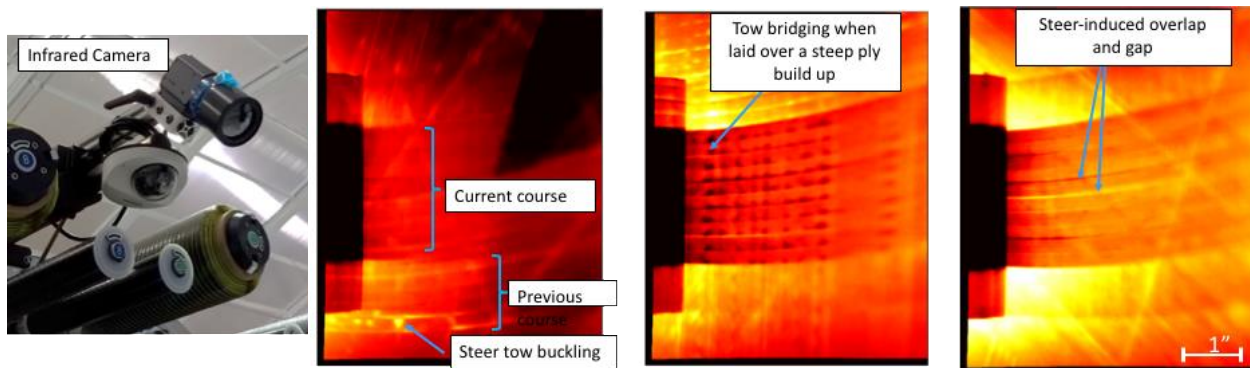 Infrared Camera
Current course
Previous
course
Steer tow buckling
Tow bridging when
laid over a steep ply
build up
Steer-induced overlap
and gap
1”
8